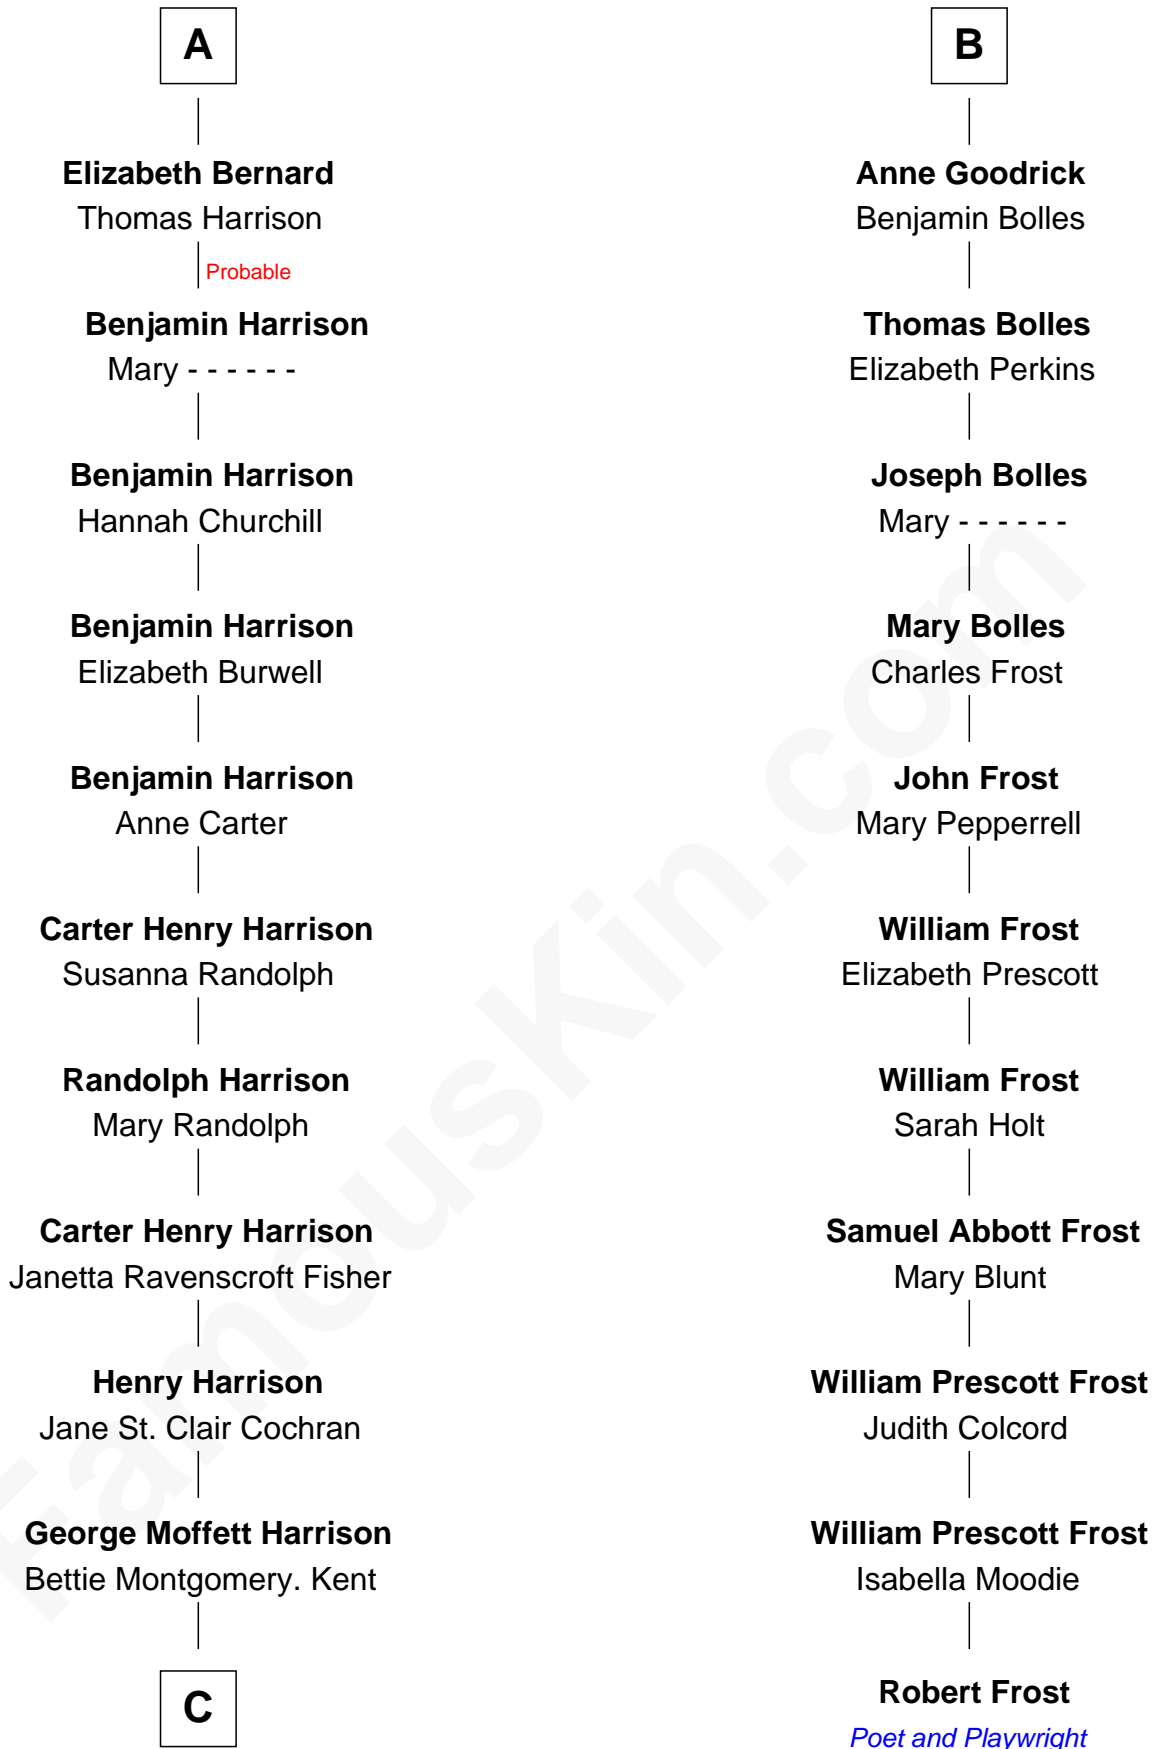 A
Elizabeth Bernard
Thomas Harrison
Probable
Benjamin Harrison
Mary - - - - - -
Benjamin Harrison
Hannah Churchill
Benjamin Harrison
Elizabeth Burwell
Benjamin Harrison
Anne Carter
Carter Henry Harrison
Susanna Randolph
Randolph Harrison
Mary Randolph
Carter Henry Harrison
Janetta Ravenscroft Fisher
Henry Harrison
Jane St. Clair Cochran
George Moffett Harrison
Bettie Montgomery. Kent
C
B
Anne Goodrick
Benjamin Bolles
Thomas Bolles
Elizabeth Perkins
Joseph Bolles
Mary - - - - - -
Mary Bolles
Charles Frost
John Frost
Mary Pepperrell
William Frost
Elizabeth Prescott
William Frost
Sarah Holt
Samuel Abbott Frost
Mary Blunt
William Prescott Frost
Judith Colcord
William Prescott Frost
Isabella Moodie
Robert Frost
Poet and Playwright
FamousKin.com